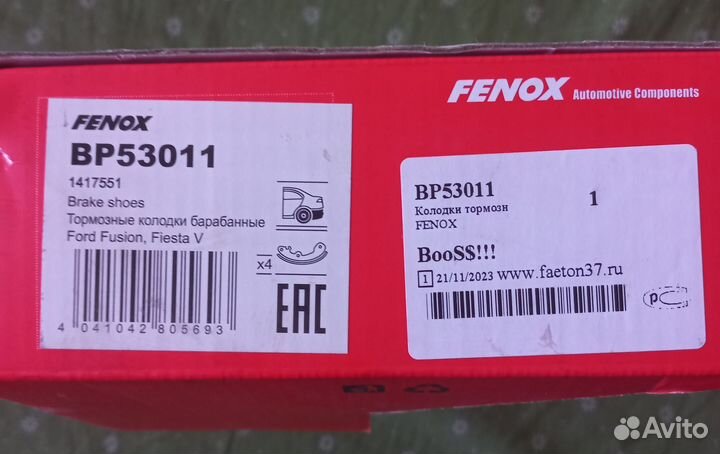 FENOX Automotive Components
FENOX
BP53011
1417551
Brake shoes
Тормозные колодки барабанные
Ford Fusion, Fiesta V
x4
4 041042 805693
EAC
BP53011
1
Колодки тормозн
FENOX
BooS$!!!
1 21/11/2023 www.faeton37.ru
Avito